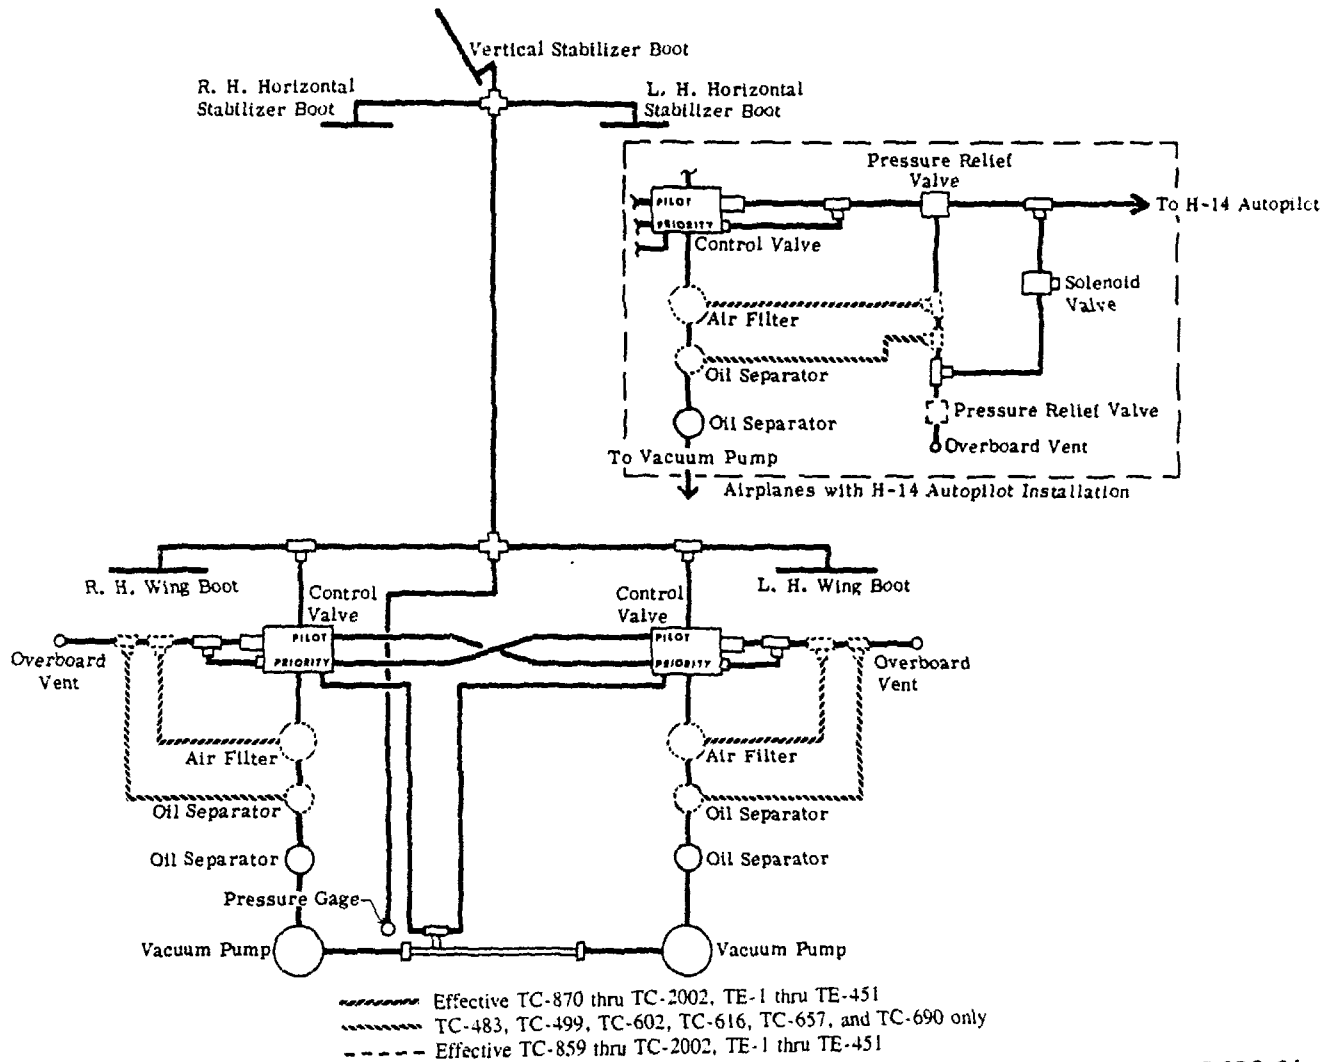 Vertical Stabilizer Boot
R. H. Horizontal
Stabilizer Boot
L. H. Horizontal
Stabilizer Boot
Pressure Relief
Valve
PILOT
PRIORITY
To H-14 Autopilot
Control Valve
Solenoid
Valve
Air Filter
Oil Separator
Pressure Relief Valve
Oil Separator
Overboard Vent
To Vacuum Pump
Airplanes with H-14 Autopilot Installation
R. H. Wing Boot
L. H. Wing Boot
Control
Valve
Control
Valve
PILOT
PRIORITY
PILOT
PRIORITY
Overboard
Vent
Overboard
Vent
Air Filter
Air Filter
Oil Separator
Oil Separator
Oil Separator
Oil Separator
Pressure Gage
Vacuum Pump
Vacuum Pump
Effective TC-870 thru TC-2002, TE-1 thru TE-451
TC-483, TC-499, TC-602, TC-616, TC-657, and TC-690 only
Effective TC-859 thru TC-2002, TE-1 thru TE-451